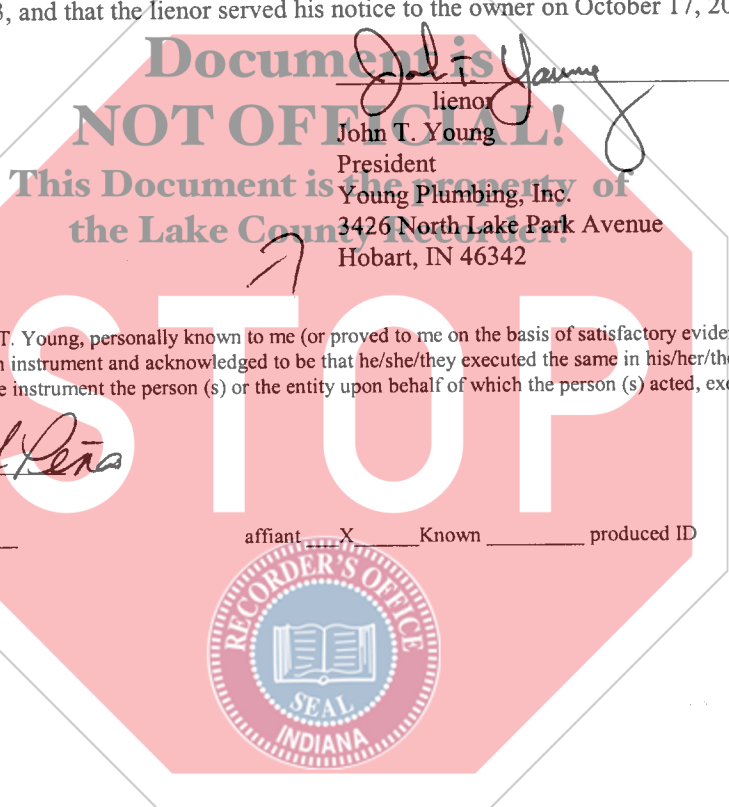 3, and that the lienor served his notice to the owner on October 17, 20
Document is
NOT OFFICIAL!
This Document is the property of
the Lake County Recorder!
John T. Young
lienor
John T. Young
President
Young Plumbing, Inc.
3426 North Lake Park Avenue
Hobart, IN 46342
STOP
T. Young, personally known to me (or proved to me on the basis of satisfactory evide
n instrument and acknowledged to be that he/she/they executed the same in his/her/the
e instrument the person (s) or the entity upon behalf of which the person (s) acted, exe
Peña
affiant ___X______Known _________ produced ID
RECORDER'S OFFICE
SEAL
INDIANA